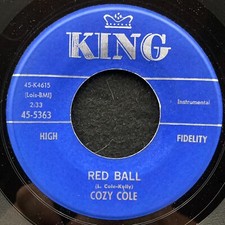 KING
45-K4615
(Lois-BMI)
2:33
45-5363
Instrumental
HIGH FIDELITY
RED BALL
(L. Cole-Kelly)
COZY COLE